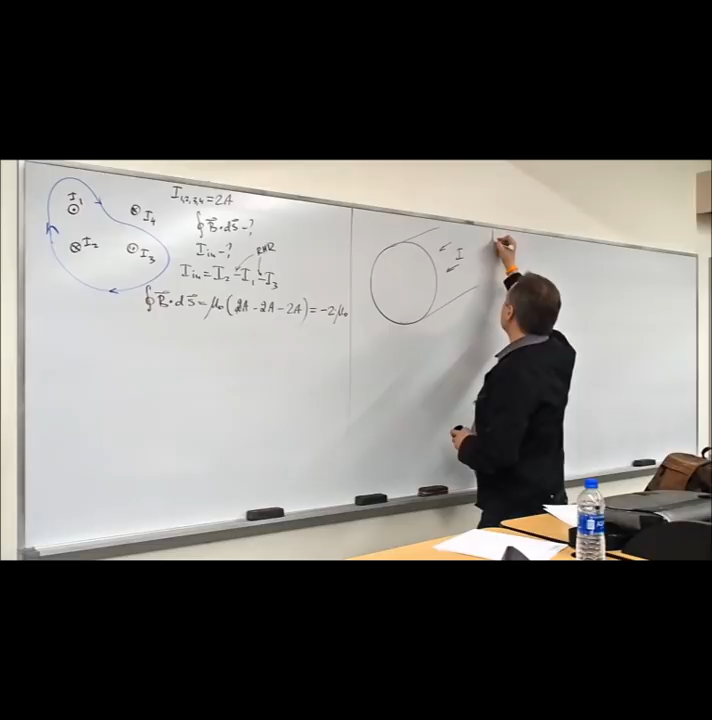 I₁,₂,₃,₄ = 2A
I₁
I₄
∮B⃗·ds⃗ - ?
I₂
I₃
Iᵢₙ - ?
RHR
Iᵢₙ = I₂ - I₁ - I₃
∮B⃗·ds⃗ = μ₀(2A - 2A - 2A) = -2μ₀
I